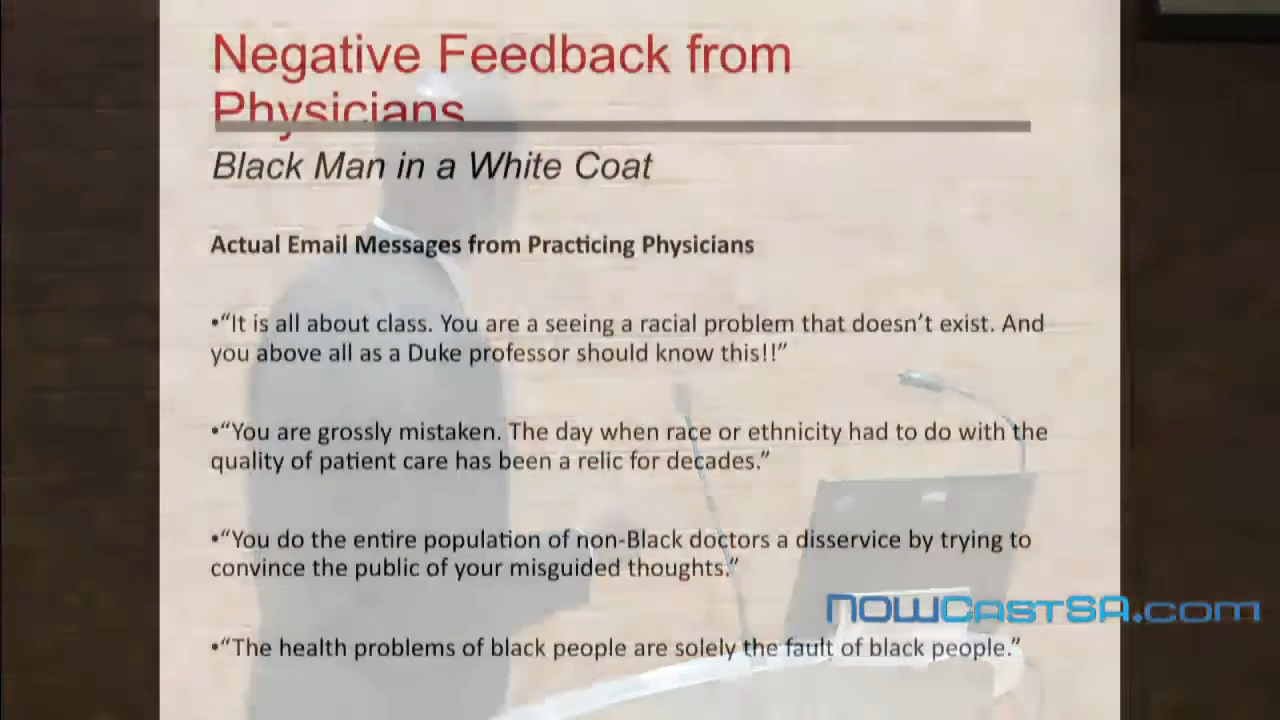 Negative Feedback from
Physicians
Black Man in a White Coat
Actual Email Messages from Practicing Physicians
•“It is all about class. You are a seeing a racial problem that doesn’t exist. And
you above all as a Duke professor should know this!!”
•“You are grossly mistaken. The day when race or ethnicity had to do with the
quality of patient care has been a relic for decades.”
•“You do the entire population of non-Black doctors a disservice by trying to
convince the public of your misguided thoughts.”
NOWCastSA.com
•“The health problems of black people are solely the fault of black people.”